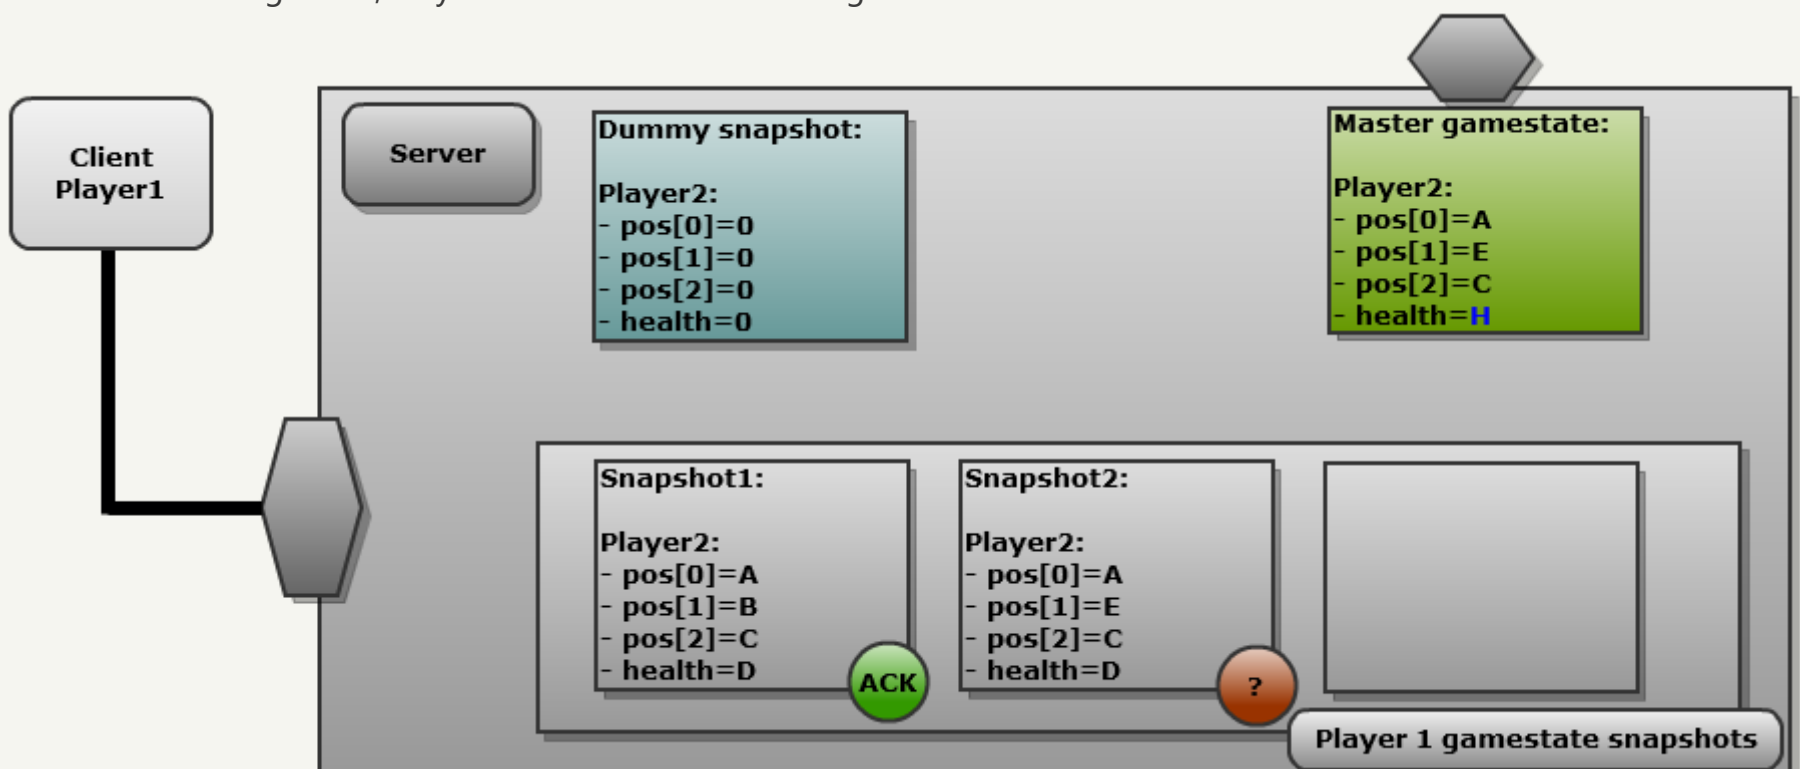 Client
Player1
Server
Dummy snapshot:
Player2:
- pos[0]=0
- pos[1]=0
- pos[2]=0
- health=0
Master gamestate:
Player2:
- pos[0]=A
- pos[1]=E
- pos[2]=C
- health=H
Snapshot1:
Player2:
- pos[0]=A
- pos[1]=B
- pos[2]=C
- health=D
ACK
Snapshot2:
Player2:
- pos[0]=A
- pos[1]=E
- pos[2]=C
- health=D
?
Player 1 gamestate snapshots